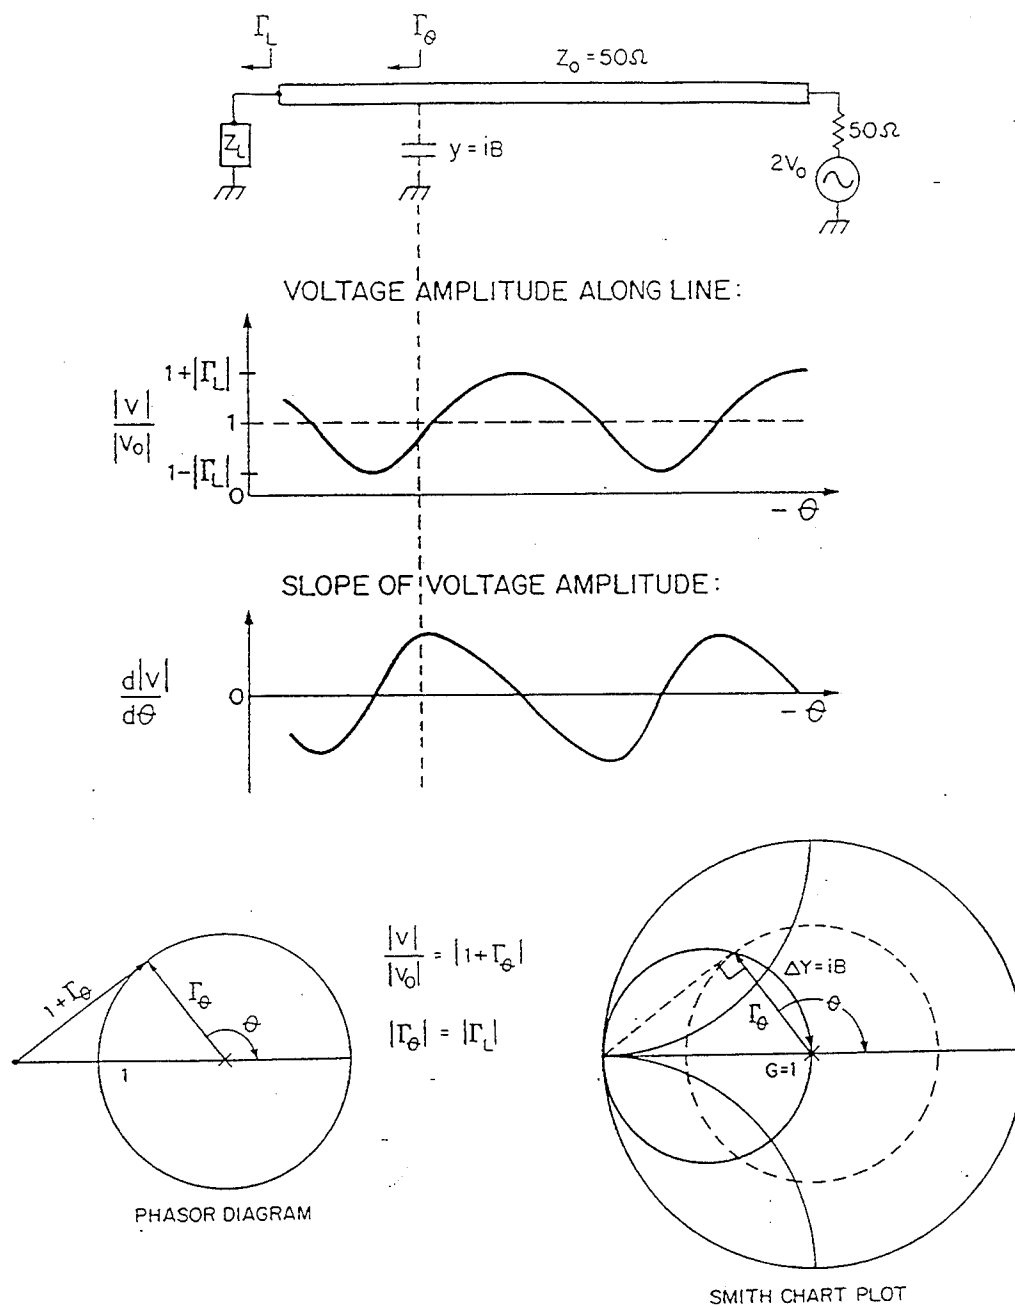 Γ_L
Γ_θ
Z₀ = 50Ω
Z_L
y = iB
50Ω
2V₀
VOLTAGE AMPLITUDE ALONG LINE:
1+|Γ_L|
|V|
|V₀|
1
1-|Γ_L|
0
-θ
SLOPE OF VOLTAGE AMPLITUDE:
d|V|
dθ
0
-θ
1+Γ_θ
Γ_θ
θ
1
PHASOR DIAGRAM
|V|
|V₀| = |1+Γ_θ|
|Γ_θ| = |Γ_L|
ΔY=iB
Γ_θ
θ
G=1
SMITH CHART PLOT